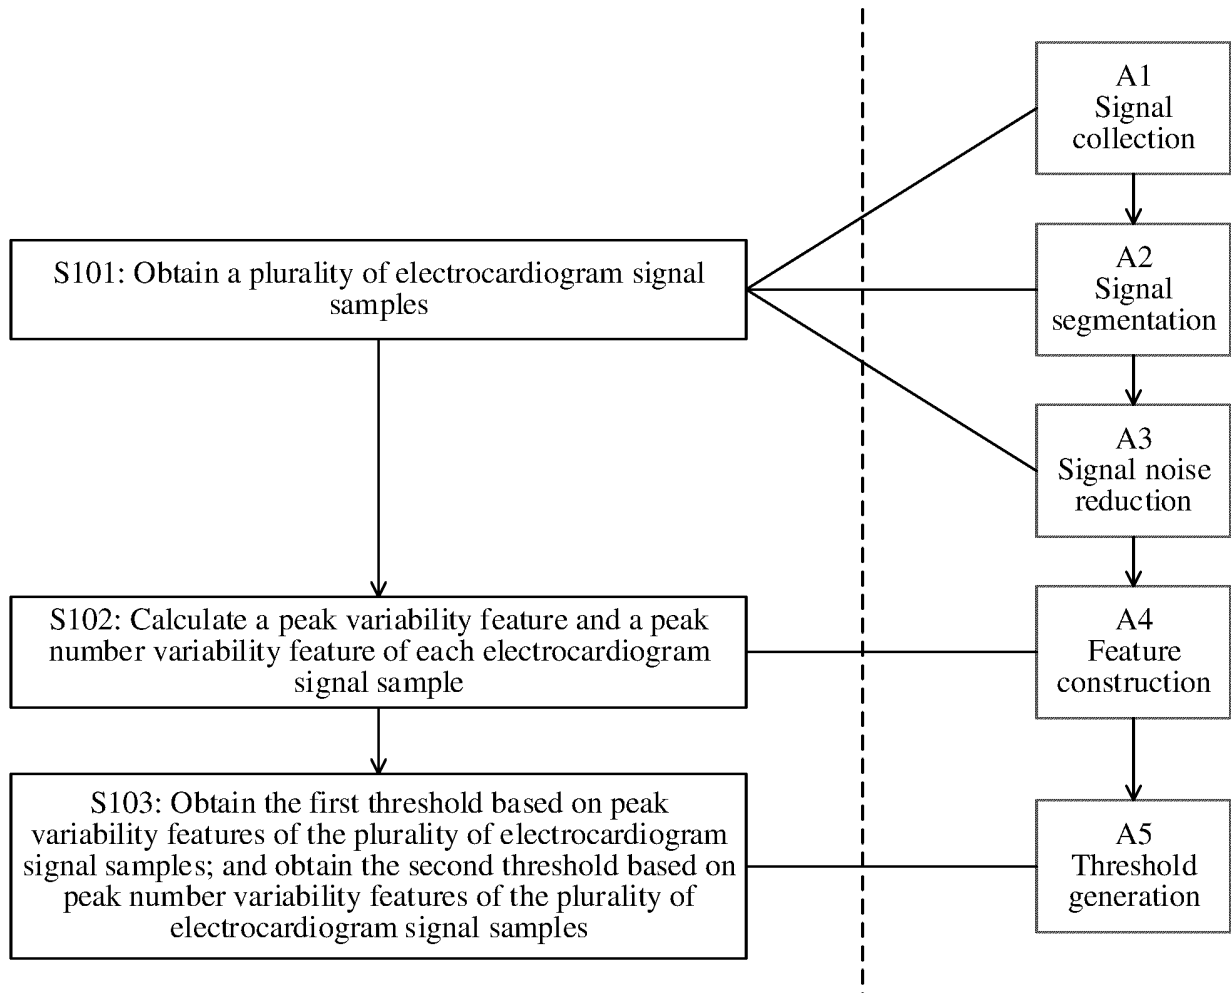 S101: Obtain a plurality of electrocardiogram signal
samples
S102: Calculate a peak variability feature and a peak
number variability feature of each electrocardiogram
signal sample
S103: Obtain the first threshold based on peak
variability features of the plurality of electrocardiogram
signal samples; and obtain the second threshold based on
peak number variability features of the plurality of
electrocardiogram signal samples
A1
Signal
collection
A2
Signal
segmentation
A3
Signal noise
reduction
A4
Feature
construction
A5
Threshold
generation